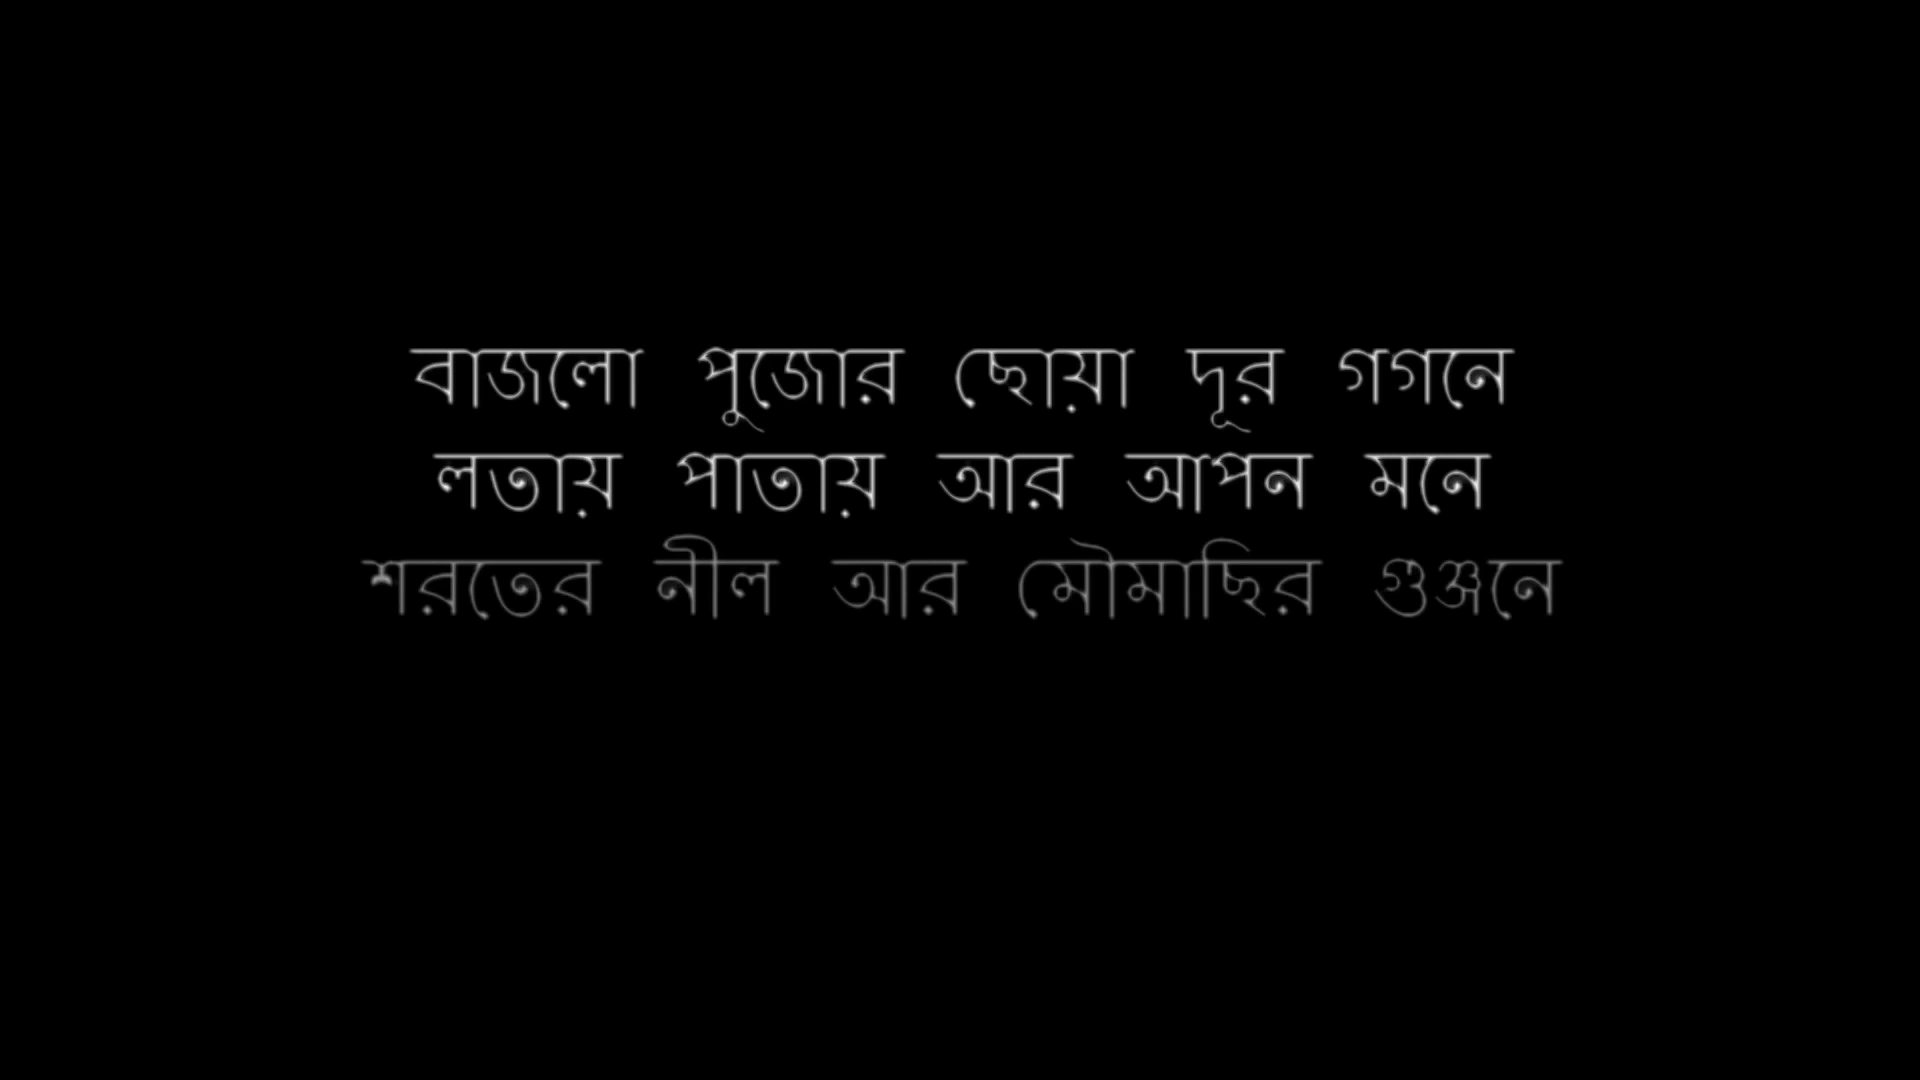 বাজলো পুজোর ছোয়া দূর গগনে
লতায় পাতায় আর আপন মনে
শরতের নীল আর মৌমাছির গুঞ্জনে